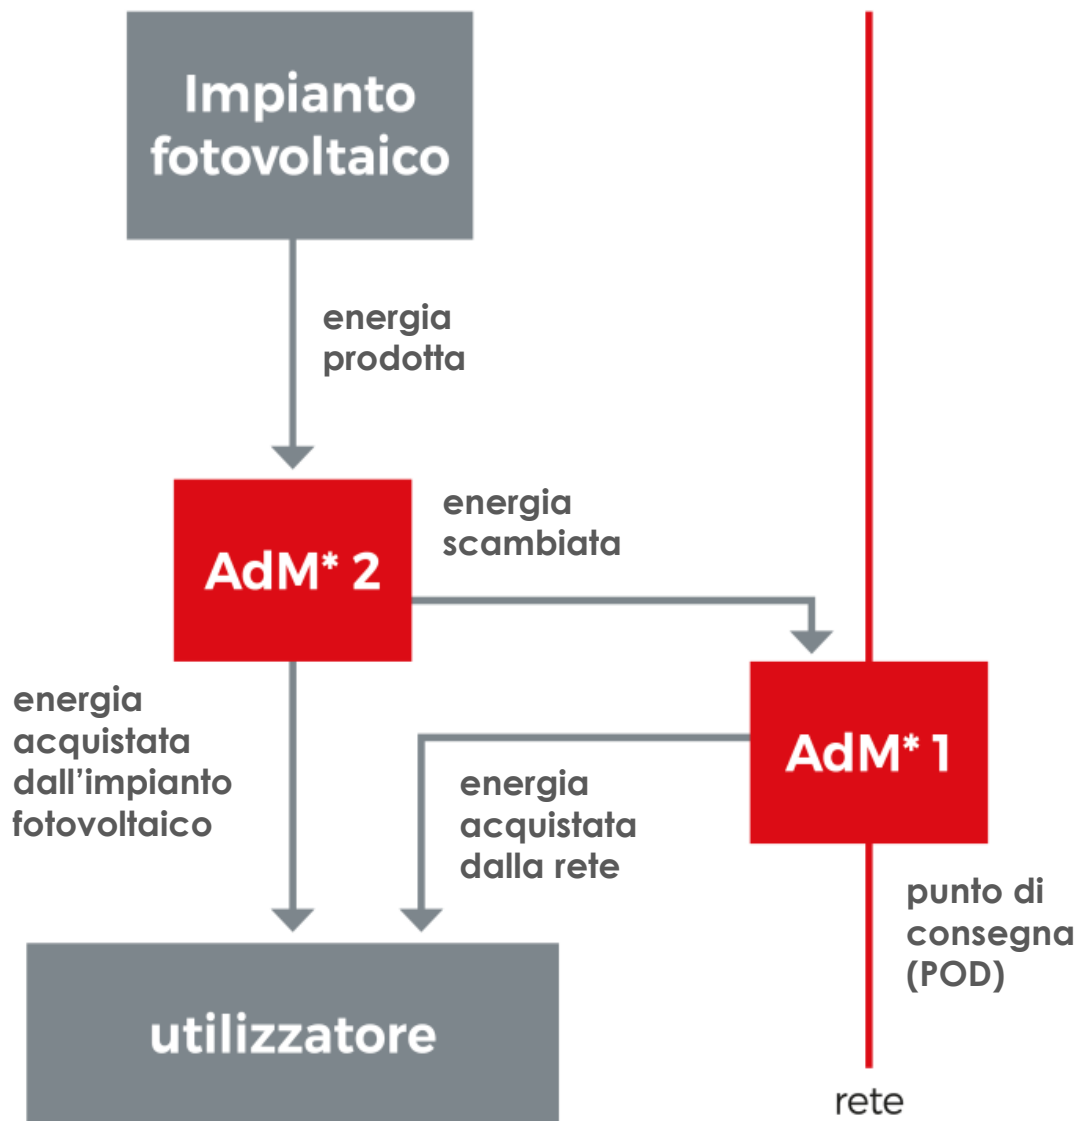 Impianto
fotovoltaico
energia
prodotta
energia
scambiata
AdM* 2
energia
acquistata
dall'impianto
fotovoltaico
AdM* 1
energia
acquistata
dalla rete
punto di
consegna
(POD)
utilizzatore
rete